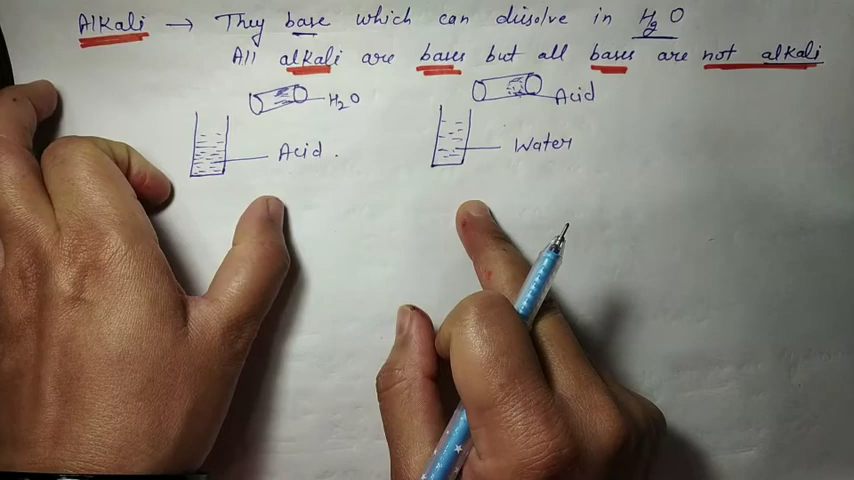 Alkali → They base which can dissolve in H2O
All alkali are bases but all bases are not alkali
H2O
Acid
Acid .
Water